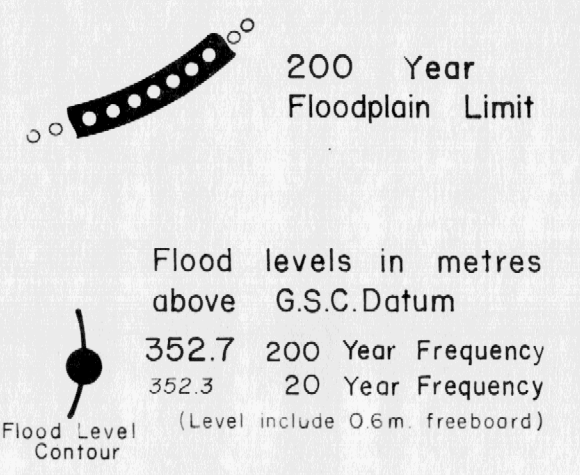 200 Year
Floodplain Limit
Flood levels in metres
above G.S.C. Datum
352.7 200 Year Frequency
352.3 20 Year Frequency
(Level include 0.6m. freeboard)
Flood Level
Contour